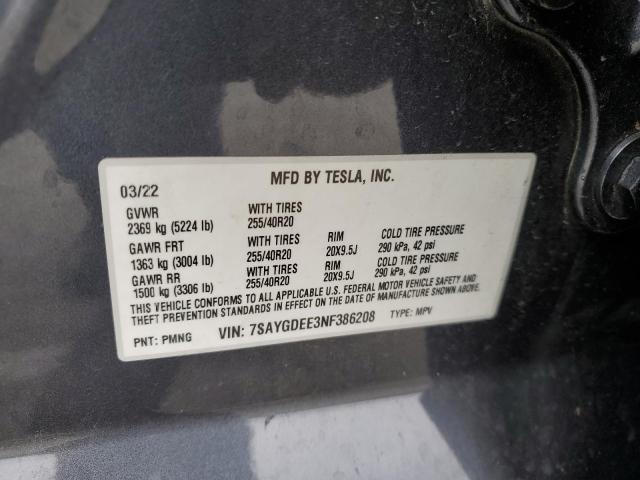 MFD BY TESLA, INC.
03/22
GVWR WITH TIRES
2369 kg (5224 lb) 255/40R20
GAWR FRT WITH TIRES RIM COLD TIRE PRESSURE
1363 kg (3004 lb) 255/40R20 20X9.5J 290 kPa, 42 psi
GAWR RR WITH TIRES RIM COLD TIRE PRESSURE
1500 kg (3306 lb) 255/40R20 20X9.5J 290 kPa, 42 psi
THIS VEHICLE CONFORMS TO ALL APPLICABLE U.S. FEDERAL MOTOR VEHICLE SAFETY AND
THEFT PREVENTION STANDARDS IN EFFECT ON THE DATE OF MANUFACTURE SHOWN ABOVE.
PNT: PMNG VIN: 7SAYGDEE3NF386208 TYPE: MPV